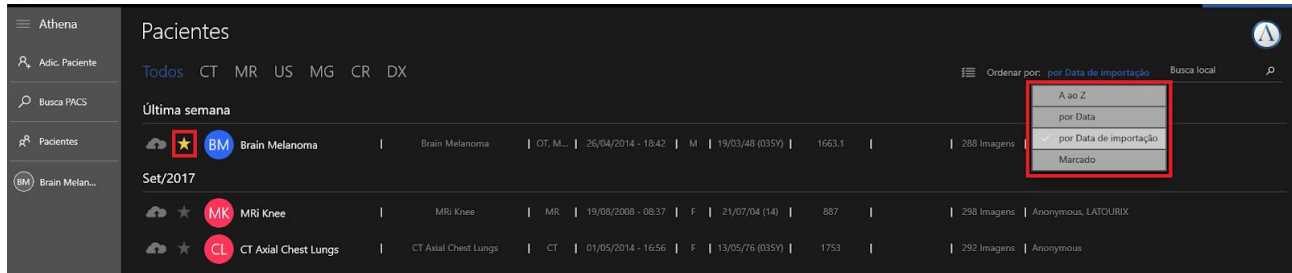 Athena
Pacientes
Adic. Paciente
Todos CT MR US MG CR DX
Ordenar por: por Data de importação
Busca local
A ao Z
por Data
por Data de importação
Marcado
Busca PACS
Última semana
Pacientes
BM Brain Melanoma | Brain Melanoma | OT, M... | 26/04/2014 - 18:42 | M | 19/03/48 (035Y) | 1663.1 | | 288 Imagens |
BM Brain Melan...
Set/2017
MK MRi Knee | MRi Knee | MR | 19/08/2008 - 08:37 | F | 21/07/04 (14) | 887 | | 298 Imagens | Anonymous, LATOURIX
CL CT Axial Chest Lungs | CT Axial Chest Lungs | CT | 01/05/2014 - 16:56 | F | 13/05/76 (035Y) | 1753 | | 292 Imagens | Anonymous